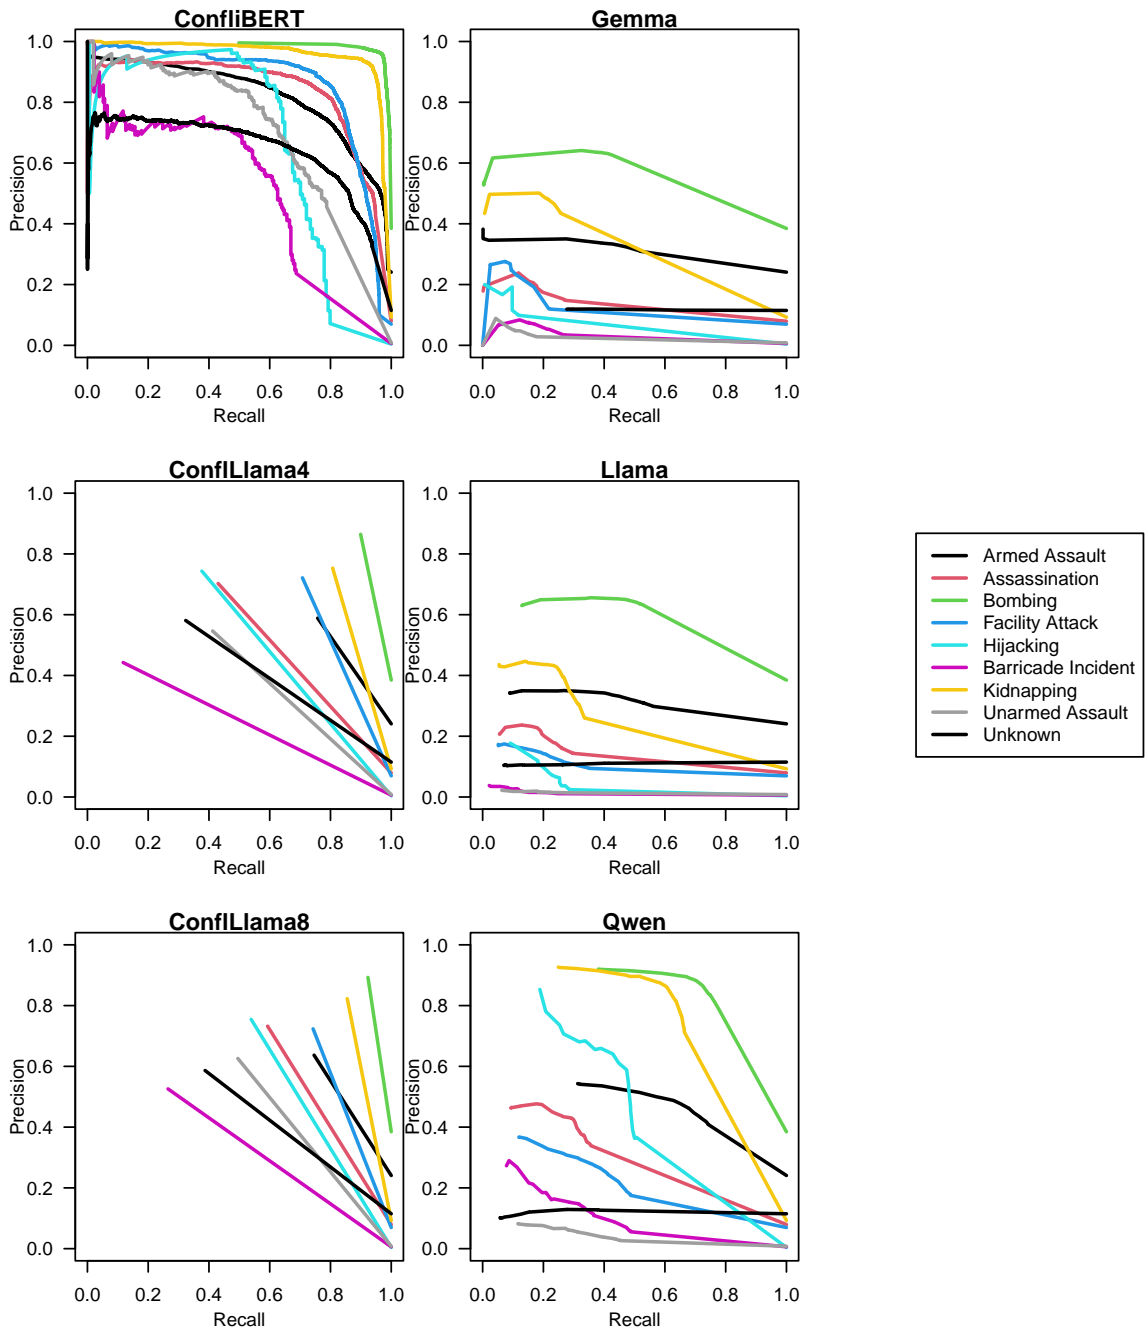 ConfliBERT
Precision
1.0
0.8
0.6
0.4
0.2
0.0
0.0 0.2 0.4 0.6 0.8 1.0
Recall
Gemma
Precision
1.0
0.8
0.6
0.4
0.2
0.0
0.0 0.2 0.4 0.6 0.8 1.0
Recall
ConflLlama4
Precision
1.0
0.8
0.6
0.4
0.2
0.0
0.0 0.2 0.4 0.6 0.8 1.0
Recall
Llama
Precision
1.0
0.8
0.6
0.4
0.2
0.0
0.0 0.2 0.4 0.6 0.8 1.0
Recall
Armed Assault
Assassination
Bombing
Facility Attack
Hijacking
Barricade Incident
Kidnapping
Unarmed Assault
Unknown
ConflLlama8
Precision
1.0
0.8
0.6
0.4
0.2
0.0
0.0 0.2 0.4 0.6 0.8 1.0
Recall
Qwen
Precision
1.0
0.8
0.6
0.4
0.2
0.0
0.0 0.2 0.4 0.6 0.8 1.0
Recall